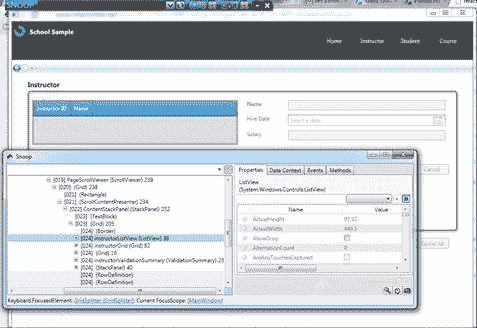 SNOOP
School Sample
Home Instructor Student Course
Instructor
Instructor ID Name
Name
Hire Date Select a date
Salary
Cancel
Snoop
[019] PageScrollViewer (ScrollViewer) 239
[020] (Grid) 238
[021] (Rectangle)
[021] (ScrollContentPresenter) 234
[022] ContentStackPanel (StackPanel) 232
[023] (TextBlock)
[023] (Grid) 205
[024] (Border)
[024] instructorListView (ListView) 38
[024] instructorGrid (Grid) 82
[024] (Grid) 16
[024] instructorValidationSummary (ValidationSummary) 23
[024] (StackPanel) 40
[024] (RowDefinition)
[024] (RowDefinition)
Properties Data Context Events Methods
ListView
(System.Windows.Controls.ListView)
Name Value
ActualHeight 97.92
ActualWidth
AllowDrop
AlternationCount 0
AreAnyTouchesCaptured
Cancel All
Keyboard.FocusedElement: GridSplitter (GridSplitter); Current FocusScope: (MainWindow)